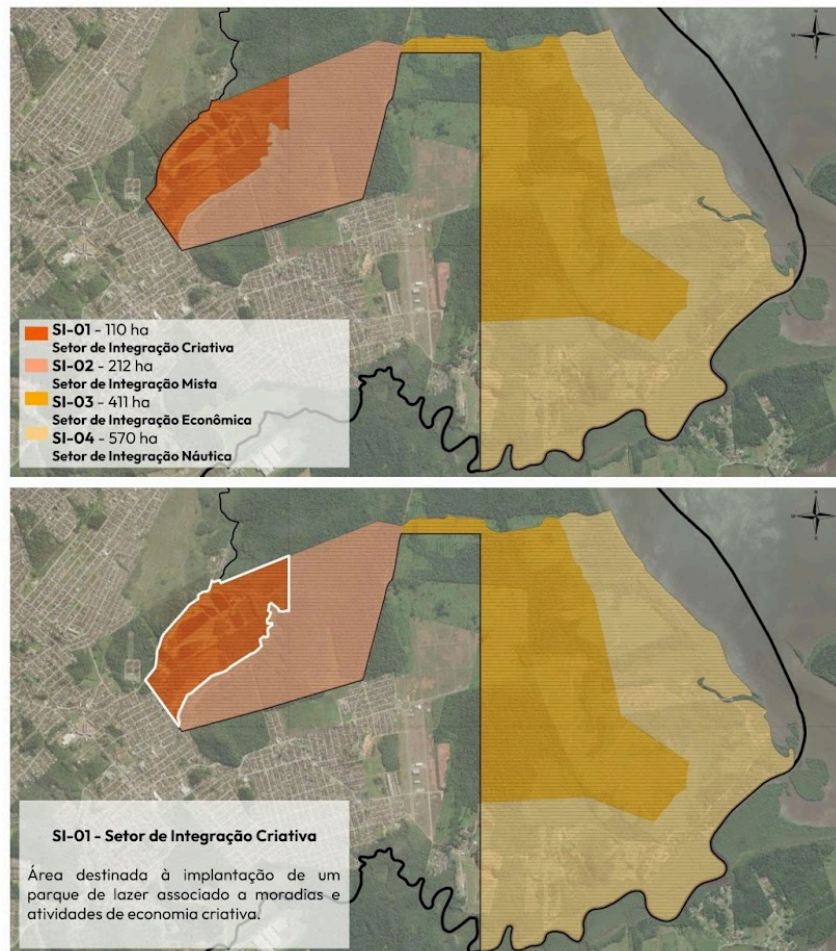 SI-01 - 110 ha
Setor de Integração Criativa
SI-02 - 212 ha
Setor de Integração Mista
SI-03 - 411 ha
Setor de Integração Econômica
SI-04 - 570 ha
Setor de Integração Náutica
SI-01 - Setor de Integração Criativa
Área destinada à implantação de um
parque de lazer associado a moradias e
atividades de economia criativa.